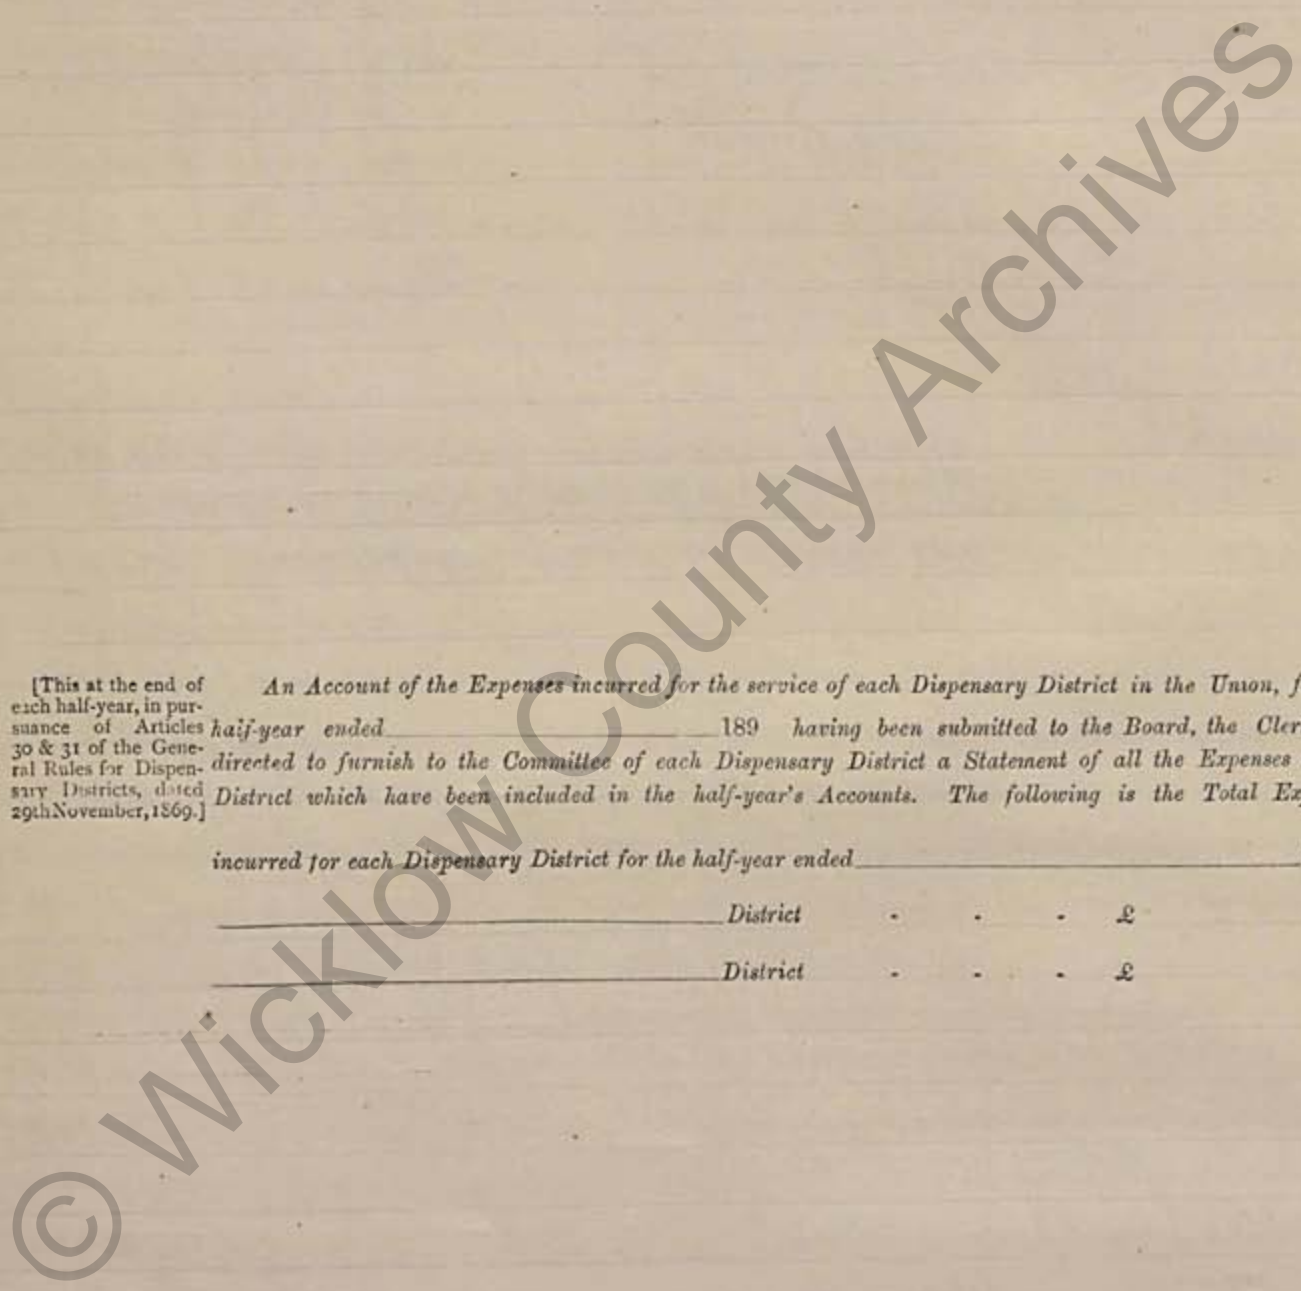 [This at the end of
each half-year, in pur-
suance of Articles
30 & 31 of the Gene-
ral Rules for Dispen-
sary Districts, dated
29th November, 1869.]
An Account of the Expenses incurred for the service of each Dispensary District in the Union, f
half-year ended 189 having been submitted to the Board, the Cler
directed to furnish to the Committee of each Dispensary District a Statement of all the Expenses
District which have been included in the half-year's Accounts. The following is the Total Ex
incurred for each Dispensary District for the half-year ended
District - - - £
District - - - £
© Wicklow County Archives